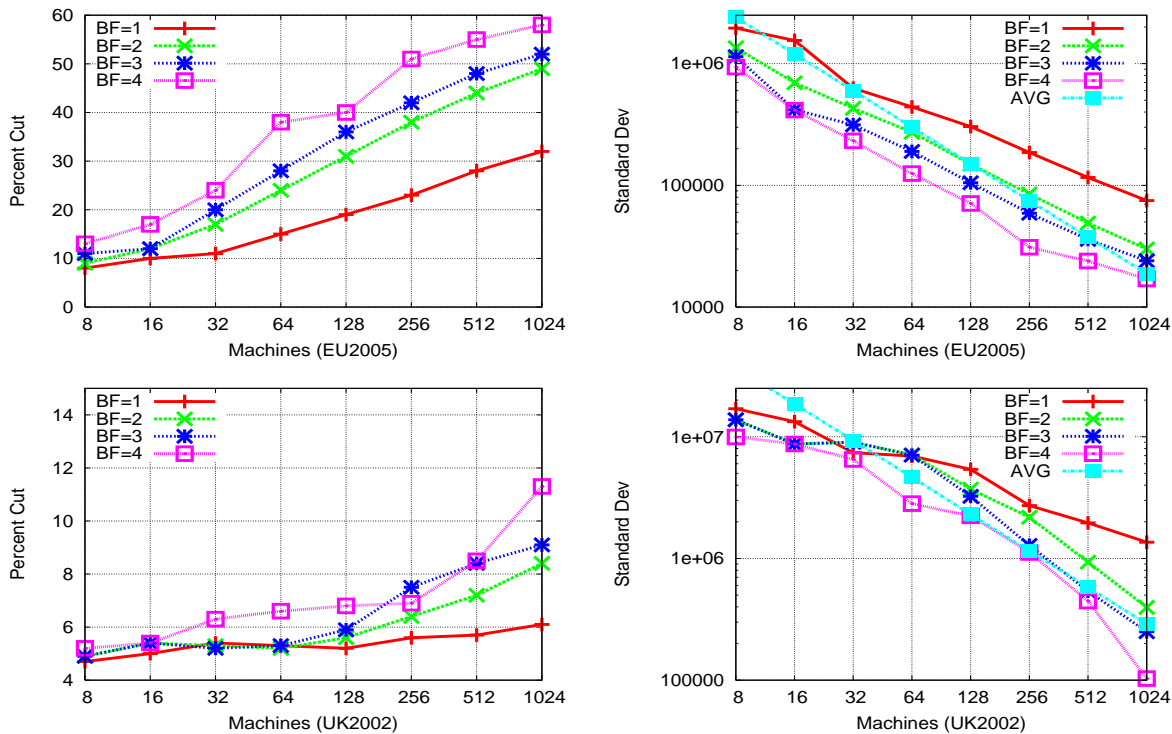 60
50
40
30
20
10
0
Percent Cut
BF=1
BF=2
BF=3
BF=4
8 16 32 64 128 256 512 1024
Machines (EU2005)
1e+06
100000
10000
Standard Dev
BF=1
BF=2
BF=3
BF=4
AVG
8 16 32 64 128 256 512 1024
Machines (EU2005)
14
12
10
8
6
4
Percent Cut
BF=1
BF=2
BF=3
BF=4
8 16 32 64 128 256 512 1024
Machines (UK2002)
1e+07
1e+06
100000
Standard Dev
BF=1
BF=2
BF=3
BF=4
AVG
8 16 32 64 128 256 512 1024
Machines (UK2002)